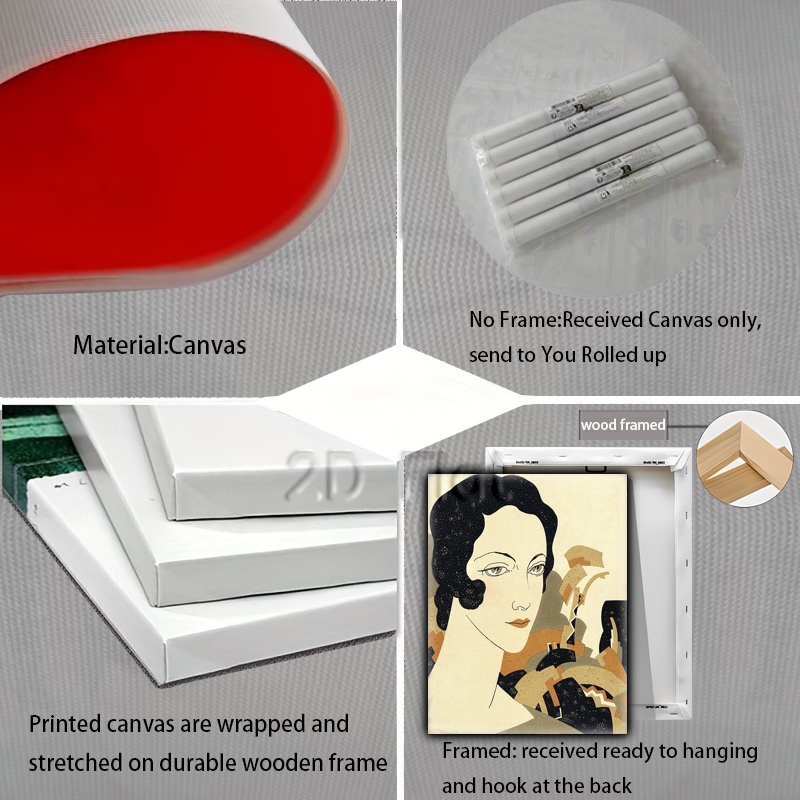 Material:Canvas
No Frame:Received Canvas only,
send to You Rolled up
wood framed
2D
Printed canvas are wrapped and
stretched on durable wooden frame
Framed: received ready to hanging
and hook at the back